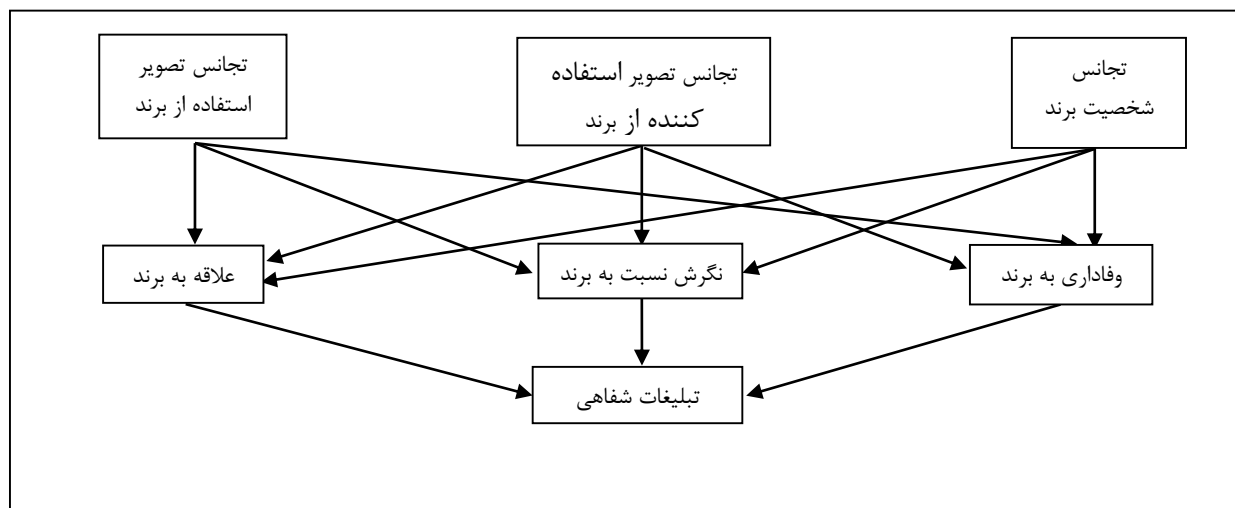 تجانس
شخصیت برند
تجانس تصویر استفاده
کننده از برند
تجانس تصویر
استفاده از برند
وفاداری به برند
نگرش نسبت به برند
علاقه به برند
تبلیغات شفاهی